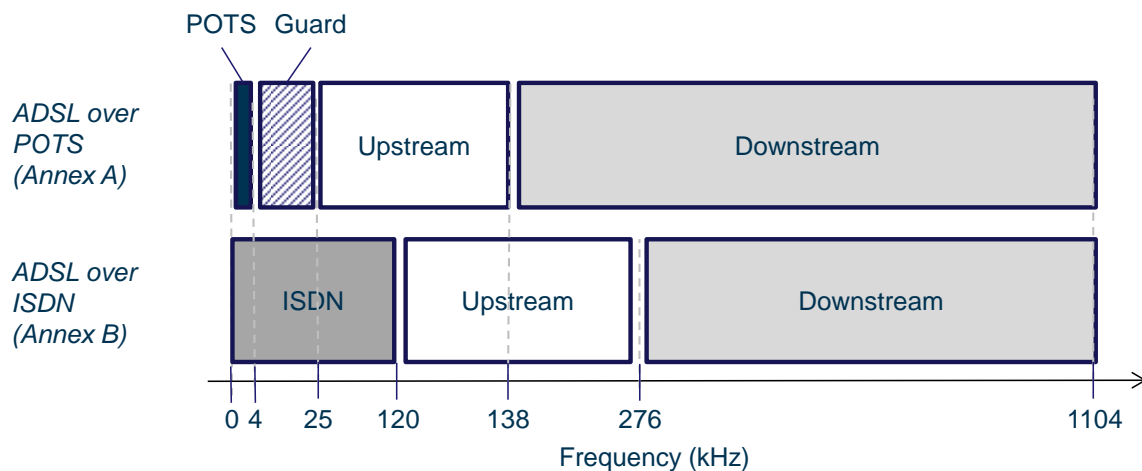 POTS Guard
ADSL over
POTS
(Annex A)
Upstream
Downstream
ADSL over
ISDN
(Annex B)
ISDN
Upstream
Downstream
0 4 25 120 138 276 1104
Frequency (kHz)